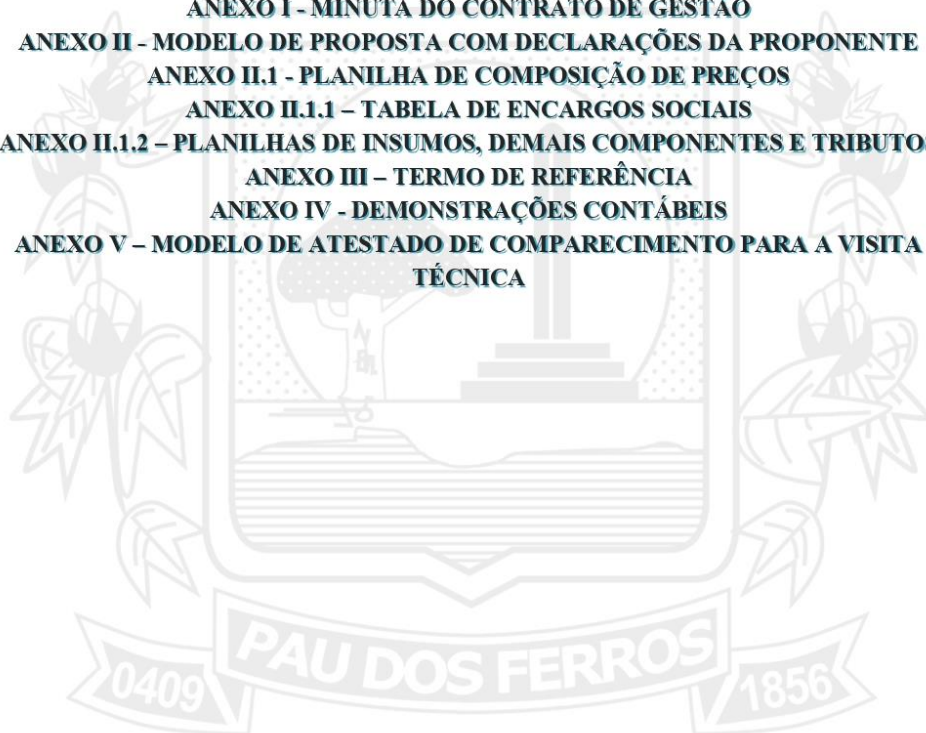 ANEXO I - MINUTA DO CONTRATO DE GESTÃO
ANEXO II - MODELO DE PROPOSTA COM DECLARAÇÕES DA PROPONENTE
ANEXO II.1 - PLANILHA DE COMPOSIÇÃO DE PREÇOS
ANEXO II.1.1 – TABELA DE ENCARGOS SOCIAIS
ANEXO II.1.2 – PLANILHAS DE INSUMOS, DEMAIS COMPONENTES E TRIBUTOS
ANEXO III – TERMO DE REFERÊNCIA
ANEXO IV - DEMONSTRAÇÕES CONTÁBEIS
ANEXO V – MODELO DE ATESTADO DE COMPARECIMENTO PARA A VISITA
TÉCNICA
PAU DOS FERROS
0409
1856